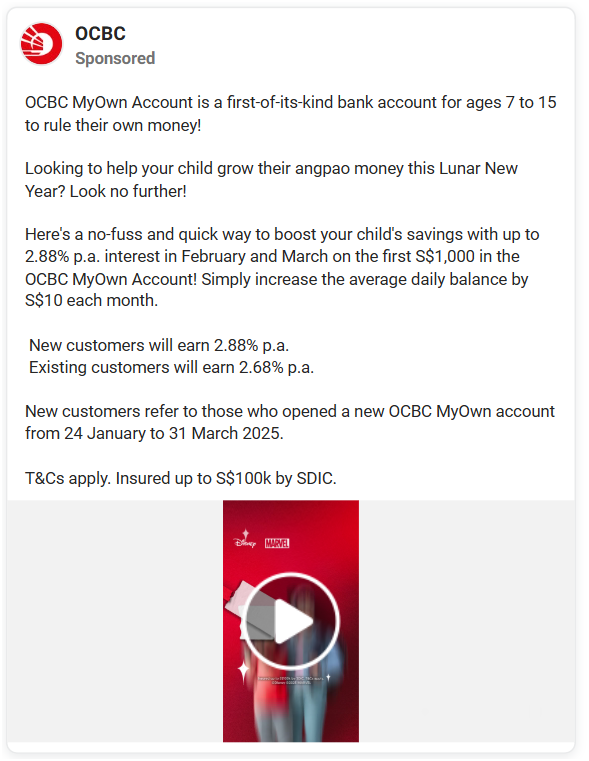 OCBC
Sponsored
OCBC MyOwn Account is a first-of-its-kind bank account for ages 7 to 15
to rule their own money!
Looking to help your child grow their angpao money this Lunar New
Year? Look no further!
Here's a no-fuss and quick way to boost your child's savings with up to
2.88% p.a. interest in February and March on the first S$1,000 in the
OCBC MyOwn Account! Simply increase the average daily balance by
S$10 each month.
New customers will earn 2.88% p.a.
Existing customers will earn 2.68% p.a.
New customers refer to those who opened a new OCBC MyOwn account
from 24 January to 31 March 2025.
T&Cs apply. Insured up to S$100k by SDIC.
Disney MARVEL